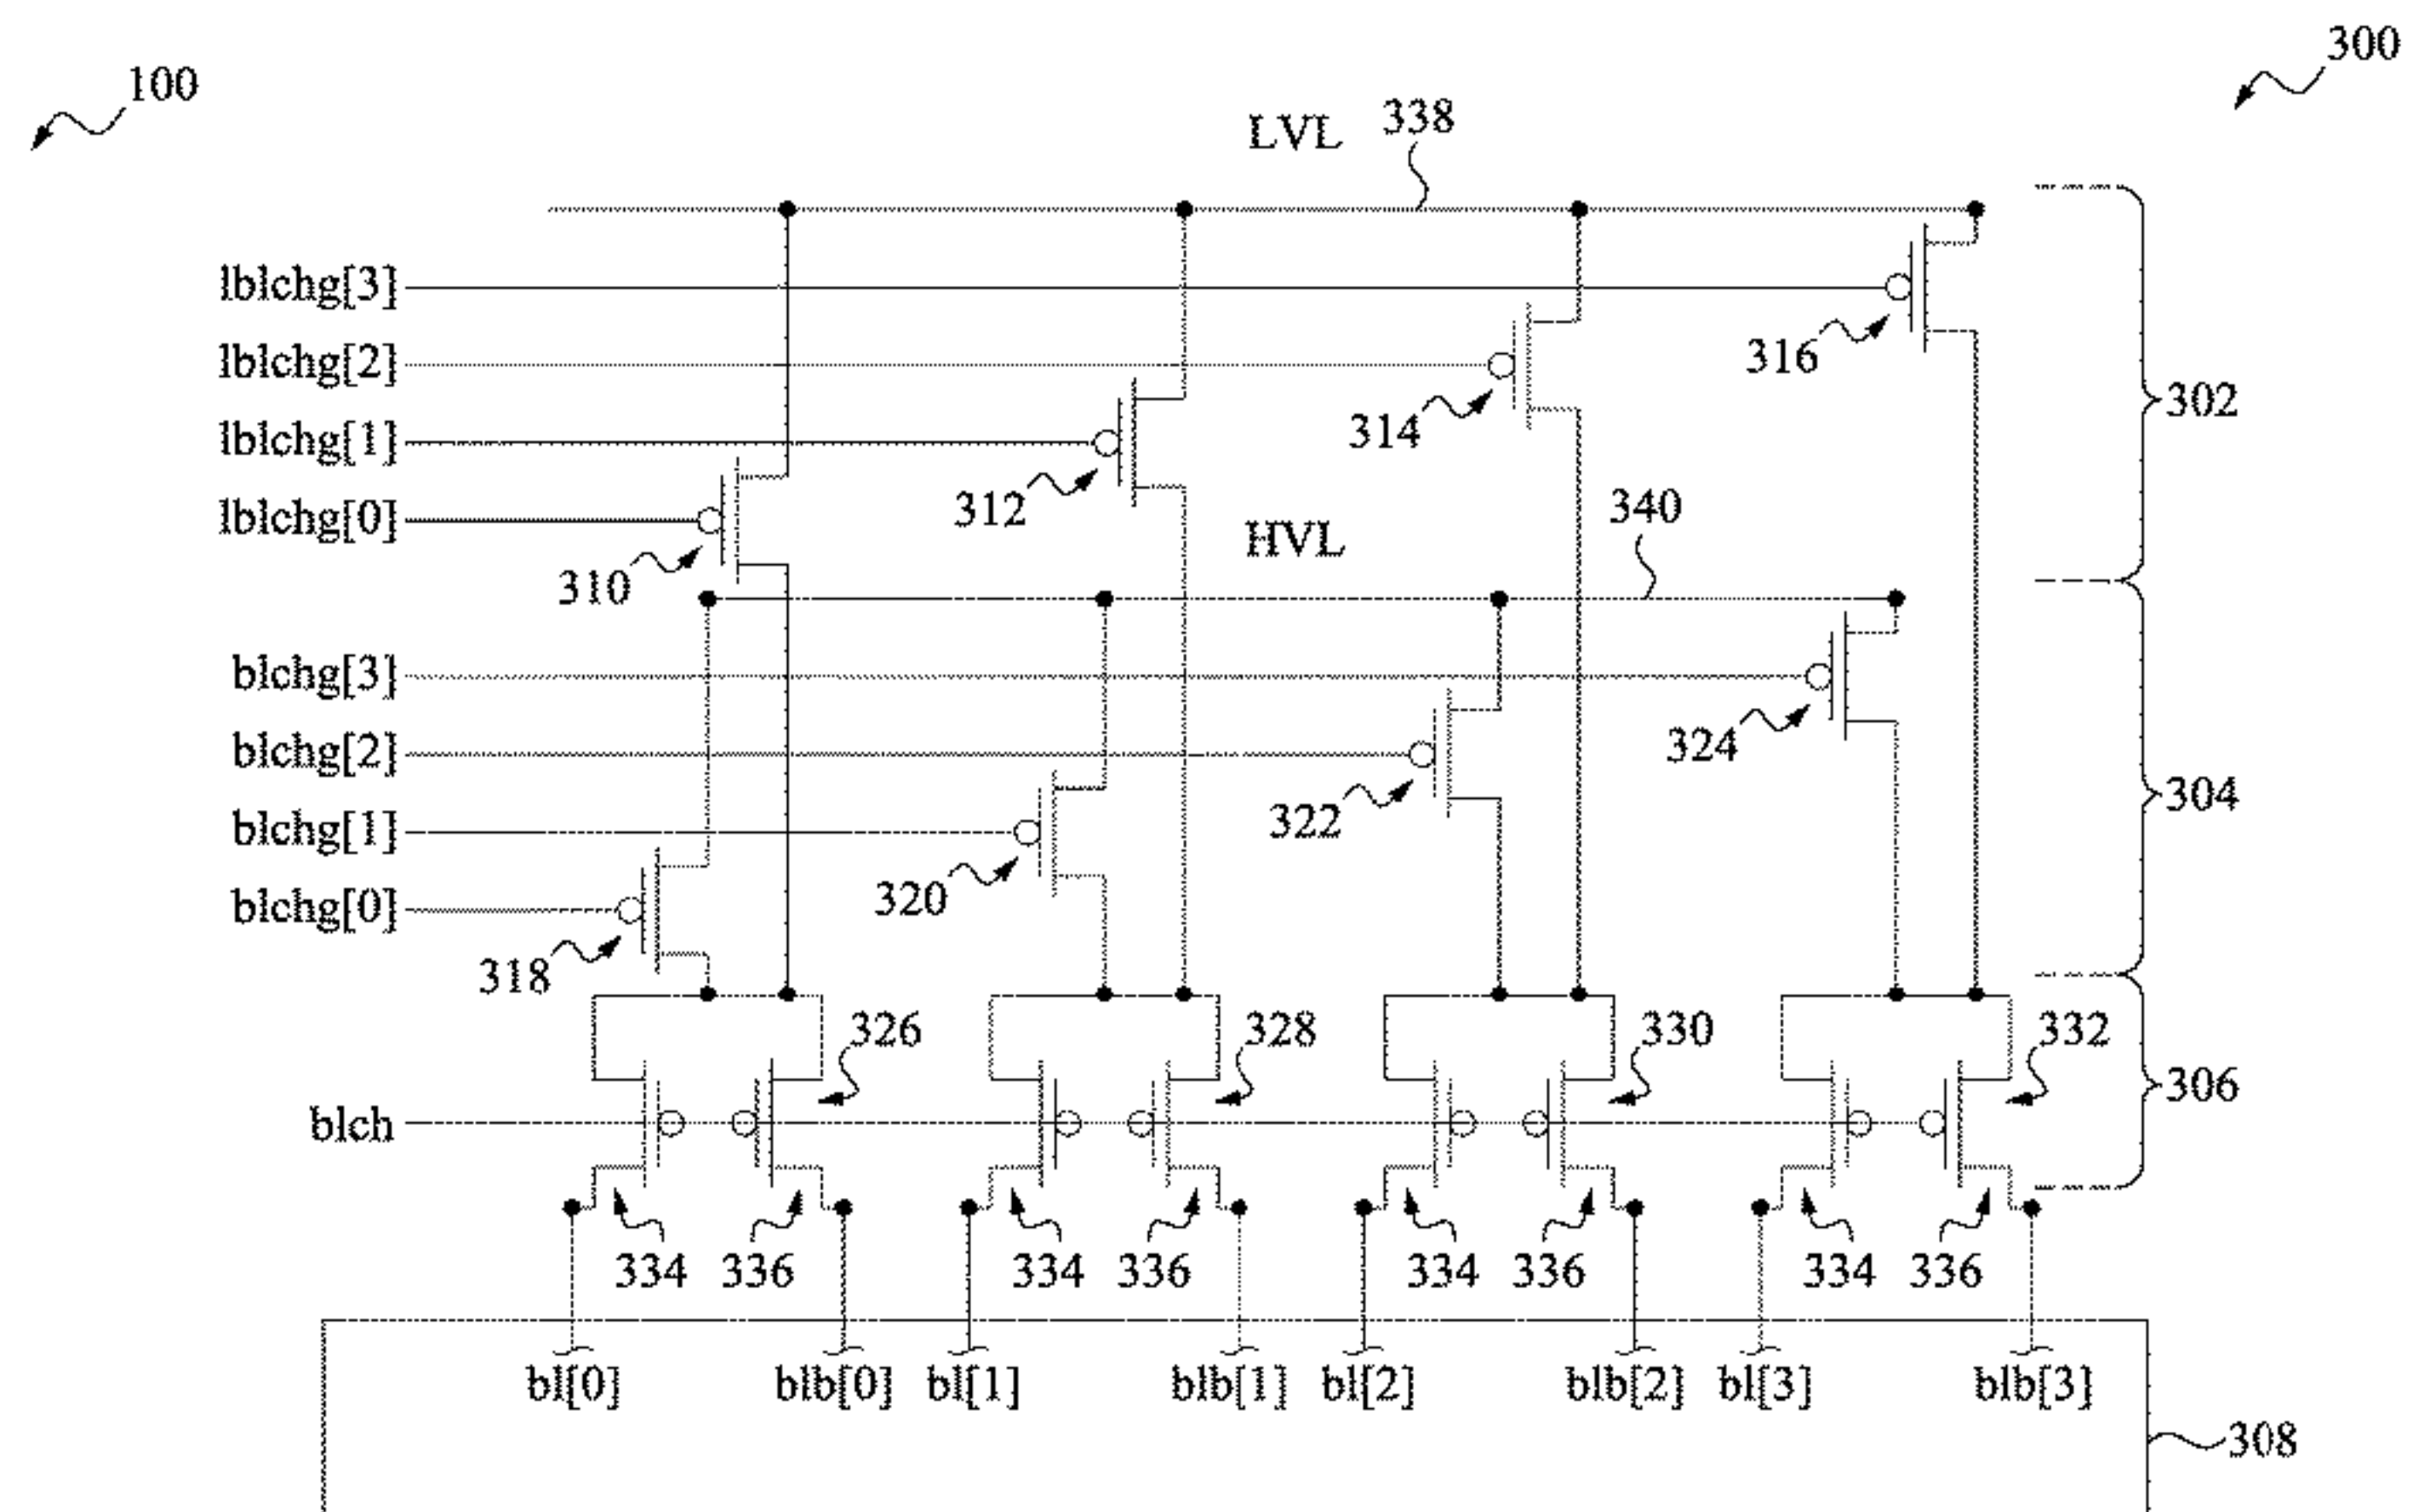 100
300
LVL 338
lblchg[3]
316
lblchg[2]
314
302
lblchg[1]
312
lblchg[0]
310
HVL
340
blchg[3]
324
blchg[2]
322
304
blchg[1]
320
blchg[0]
318
326 328 330 332
306
blch
334 336 334 336 334 336 334 336
bl[0] blb[0] bl[1] blb[1] bl[2] blb[2] bl[3] blb[3]
308